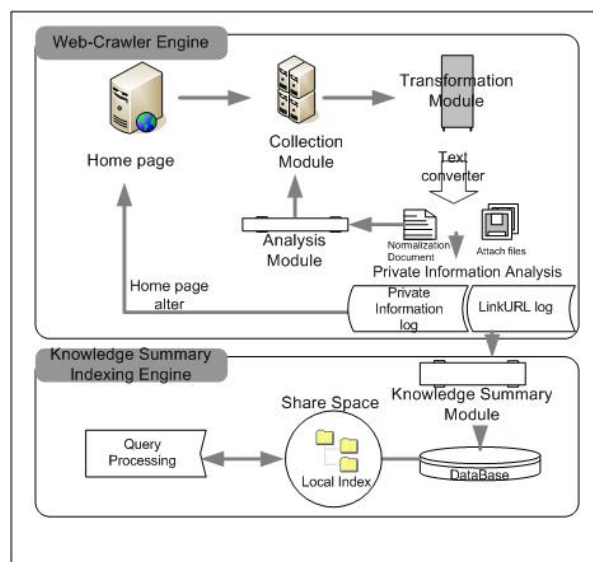 Web-Crawler Engine
Home page
Collection
Module
Transformation
Module
Text
converter
Analysis
Module
Normalization
Document
Attach files
Private Information Analysis
Home page
alter
Private
Information
log
LinkURL log
Knowledge Summary
Indexing Engine
Knowledge Summary
Module
Share Space
Query
Processing
Local Index
DataBase